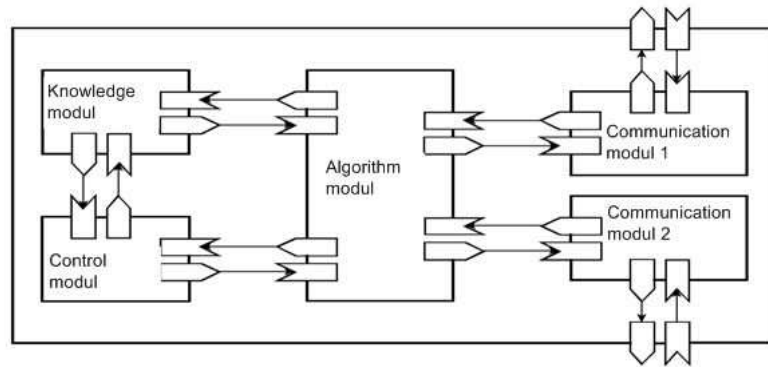 Knowledge
modul
Algorithm
modul
Control
modul
Communication
modul 1
Communication
modul 2